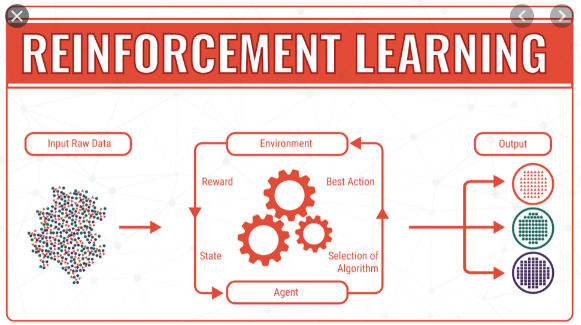 REINFORCEMENT LEARNING
Input Raw Data
Environment
Output
Reward
Best Action
State
Selection of
Algorithm
Agent